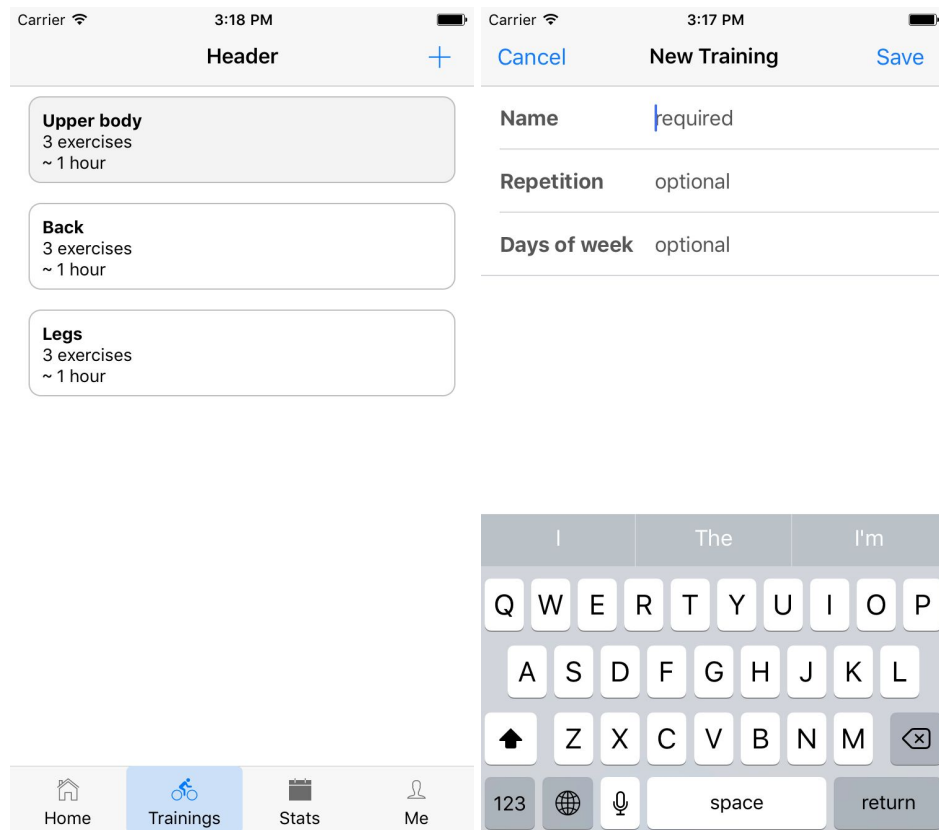 Carrier
3:18 PM
Header
+
Upper body
3 exercises
~ 1 hour
Back
3 exercises
~ 1 hour
Legs
3 exercises
~ 1 hour
Home Trainings Stats Me
Carrier
3:17 PM
Cancel New Training Save
Name required
Repetition optional
Days of week optional
I The I'm
Q W E R T Y U I O P
A S D F G H J K L
Z X C V B N M
123 space return